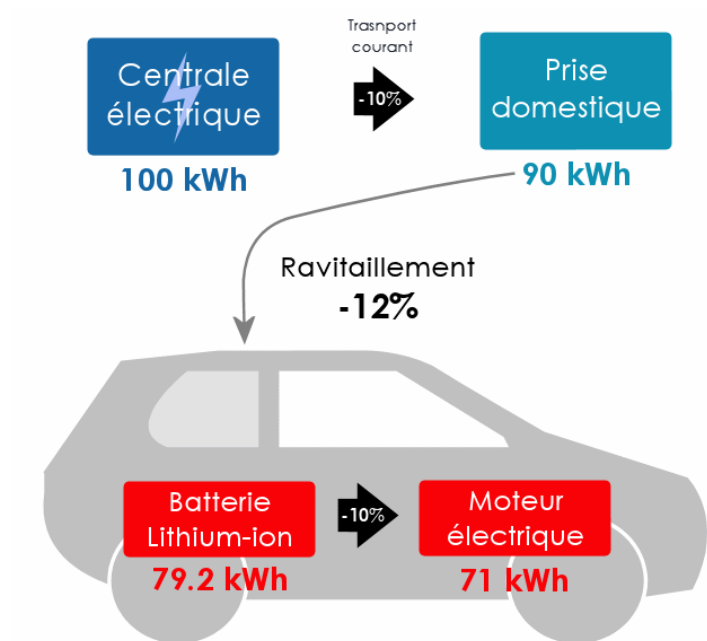 Trasnport
courant
Centrale
électrique
-10%
Prise
domestique
100 kWh
90 kWh
Ravitaillement
-12%
Batterie
Lithium-ion
-10%
Moteur
électrique
79.2 kWh
71 kWh